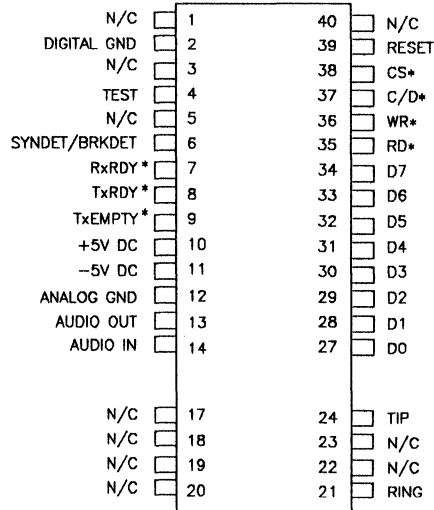 N/C 1 40 N/C
DIGITAL GND 2 39 RESET
N/C 3 38 CS*
TEST 4 37 C/D*
N/C 5 36 WR*
SYNDET/BRKDET 6 35 RD*
RxRDY* 7 34 D7
TxRDY* 8 33 D6
TxEMPTY* 9 32 D5
+5V DC 10 31 D4
−5V DC 11 30 D3
ANALOG GND 12 29 D2
AUDIO OUT 13 28 D1
AUDIO IN 14 27 D0
N/C 17 24 TIP
N/C 18 23 N/C
N/C 19 22 N/C
N/C 20 21 RING